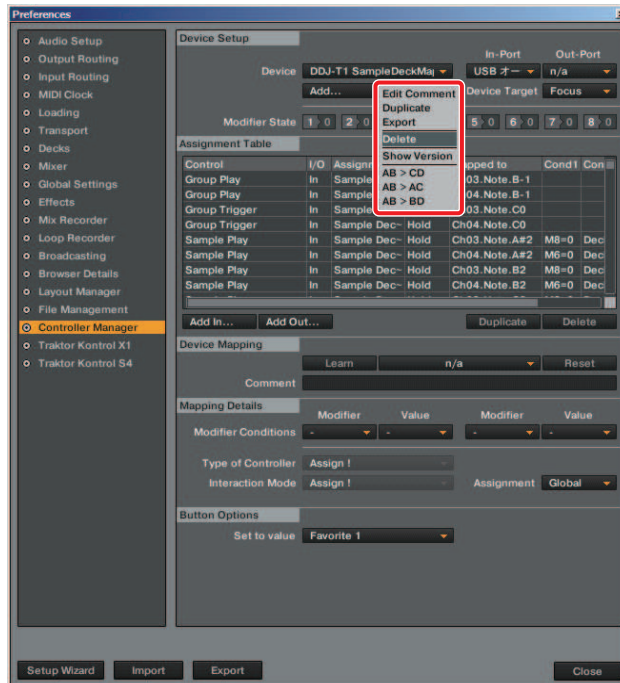 Preferences
Audio Setup
Output Routing
Input Routing
MIDI Clock
Loading
Transport
Decks
Mixer
Global Settings
Effects
Mix Recorder
Loop Recorder
Broadcasting
Browser Details
Layout Manager
File Management
Controller Manager
Traktor Kontrol X1
Traktor Kontrol S4
Device Setup
In-Port Out-Port
Device DDJ-T1 SampleDeckMa USB オー n/a
Add... Device Target Focus
Modifier State 1 0 2 0 5 0 6 0 7 0 8 0
Edit Comment
Duplicate
Export
Delete
Show Version
AB > CD
AB > AC
AB > BD
Assignment Table
Control I/O Assignm pped to Cond1 Con
Group Play In Sample 03.Note.B-1
Group Play In Sample 04.Note.B-1
Group Trigger In Sample 03.Note.C0
Group Trigger In Sample Dec~ Hold Ch04.Note.C0
Sample Play In Sample Dec~ Hold Ch03.Note.A#2 M8=0 Dec
Sample Play In Sample Dec~ Hold Ch04.Note.A#2 M6=0 Dec
Sample Play In Sample Dec~ Hold Ch03.Note.B2 M8=0 Dec
Sample Play In Sample Dec~ Hold Ch04.Note.B2 M6=0 Dec
Add In... Add Out... Duplicate Delete
Device Mapping
Learn n/a Reset
Comment
Mapping Details
Modifier Value Modifier Value
Modifier Conditions - - - -
Type of Controller Assign !
Interaction Mode Assign ! Assignment Global
Button Options
Set to value Favorite 1
Setup Wizard Import Export Close